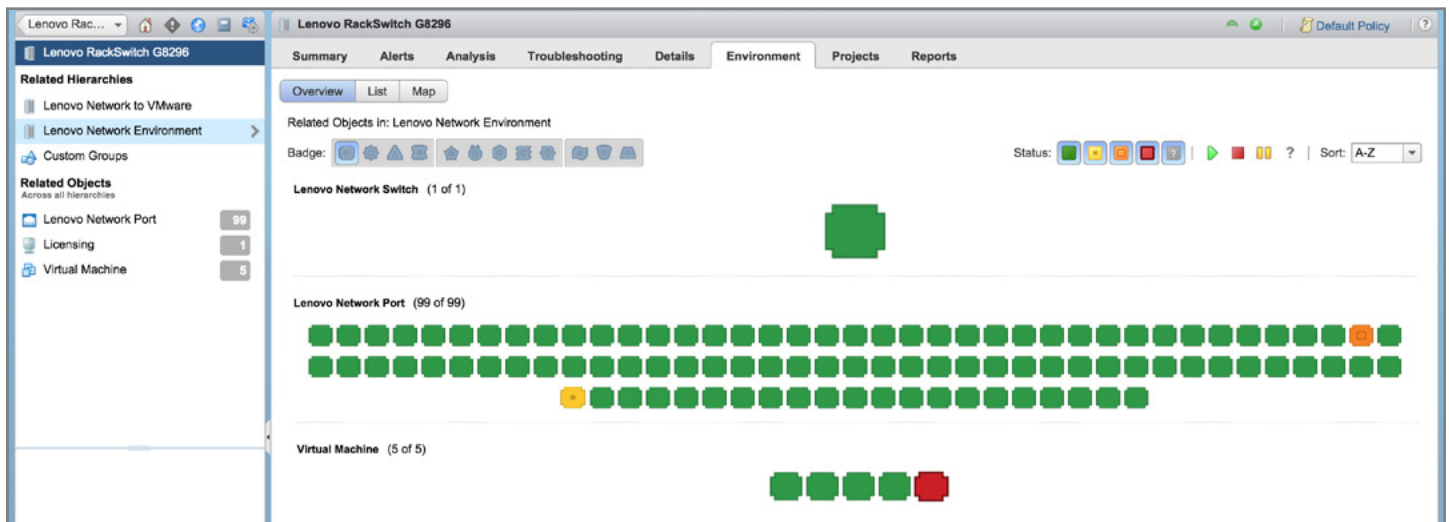 Lenovo Rac...
Lenovo RackSwitch G8296
Default Policy
?
Lenovo RackSwitch G8296
Summary Alerts Analysis Troubleshooting Details Environment Projects Reports
Related Hierarchies
Lenovo Network to VMware
Lenovo Network Environment
Custom Groups
Related Objects
Across all hierarchies
Lenovo Network Port 99
Licensing 1
Virtual Machine 5
Overview List Map
Related Objects in: Lenovo Network Environment
Badge:
Status: ? ? | Sort: A-Z
Lenovo Network Switch (1 of 1)
Lenovo Network Port (99 of 99)
Virtual Machine (5 of 5)